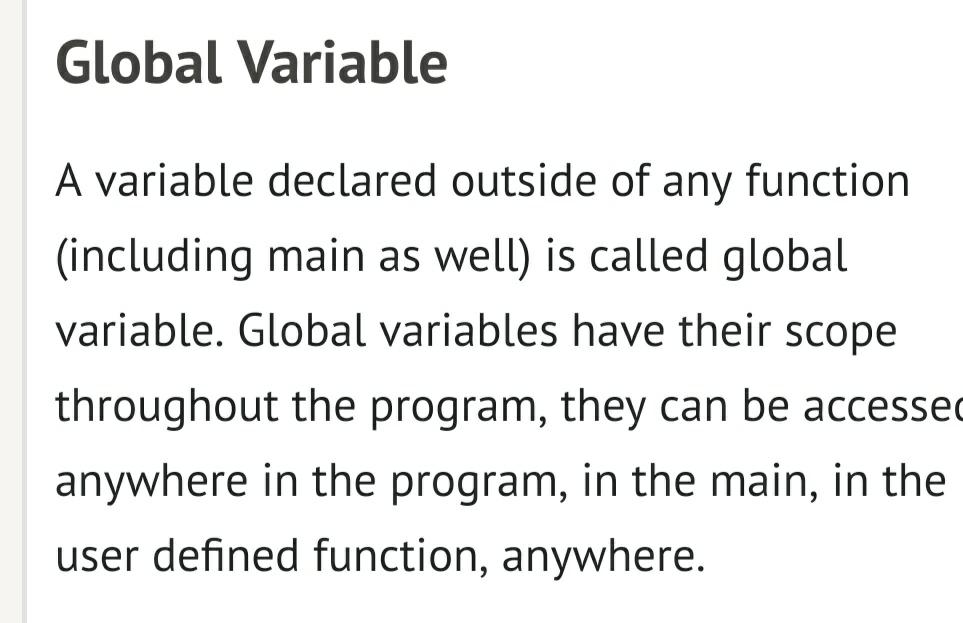 Global Variable
A variable declared outside of any function
(including main as well) is called global
variable. Global variables have their scope
throughout the program, they can be accessed
anywhere in the program, in the main, in the
user defined function, anywhere.